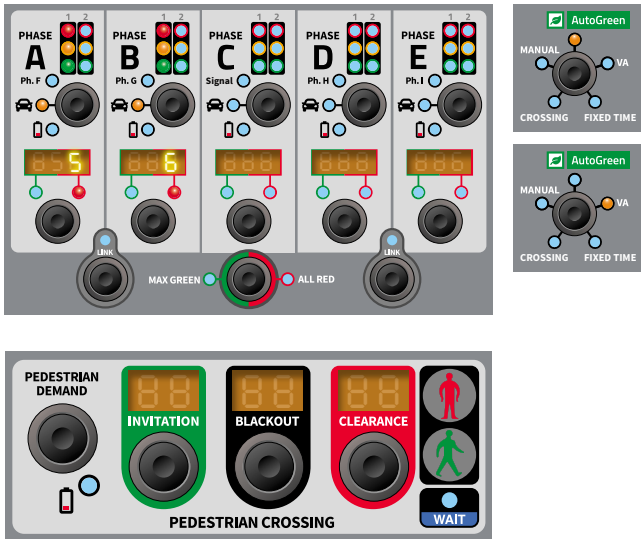 1 2 1 2 1 2 1 2 1 2
PHASE PHASE PHASE PHASE PHASE
A B C D E
Ph. F Ph. G Signal Ph. H Ph. I
5 6
LINK LINK
MAX GREEN ALL RED
AutoGreen
MANUAL VA
CROSSING FIXED TIME
AutoGreen
MANUAL VA
CROSSING FIXED TIME
PEDESTRIAN
DEMAND
INVITATION BLACKOUT CLEARANCE
WAIT
PEDESTRIAN CROSSING